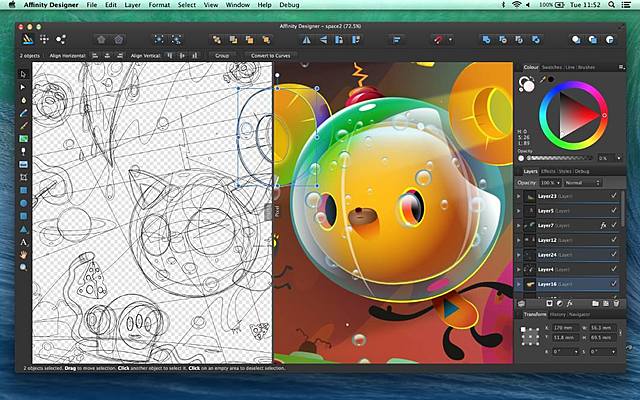 Affinity Designer File Edit Layer Format Select View Window Help Debug 100% Tue 11:52
Affinity Designer - space2 (72.5%)
2 objects Align Horizontal: Align Vertical: Group Convert to Curves
Colour Swatches Line Brushes
H: 0
S: 26
L: 89
Opacity
0 %
Layers Effects Styles Debug
Opacity: 100 % Normal
Layer23 (Layer)
Layer5 (Layer)
Layer7 (Layer) fx
Layer12 (Layer)
Layer24 (Layer)
Layer4 (Layer)
Layer16 (Layer)
Transform History Navigator
X: 170 mm W: 56.3 mm
Y: 51.8 mm H: 69.5 mm
R: 0 ° S: 0 °
Pixel
2 objects selected. Drag to move selection. Click another object to select it. Click on an empty area to deselect selection.